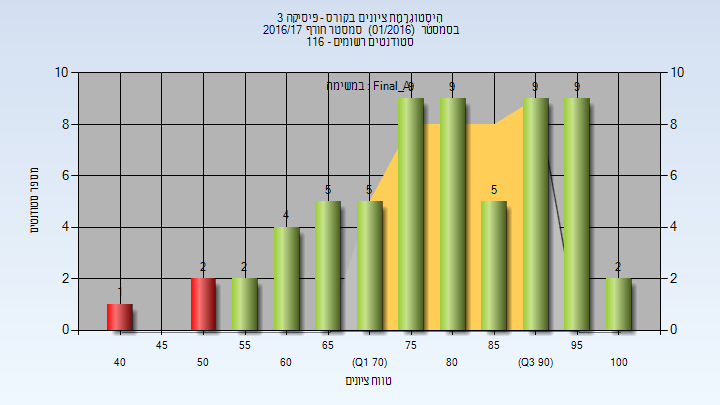 היסטוגרמת ציונים בקורס - פיסיקה 3
בסמסטר (01/2016) סמסטר חורף 2016/17
סטודנטים רשומים - 116
במשימה : Final_A
מספר סטודנטים
10 8 6 4 2 0
10 8 6 4 2 0
1 2 2 4 5 5 9 9 5 9 9 2
45 55 65 75 85 95
40 50 60 (Q1 70) 80 (Q3 90) 100
טווח ציונים